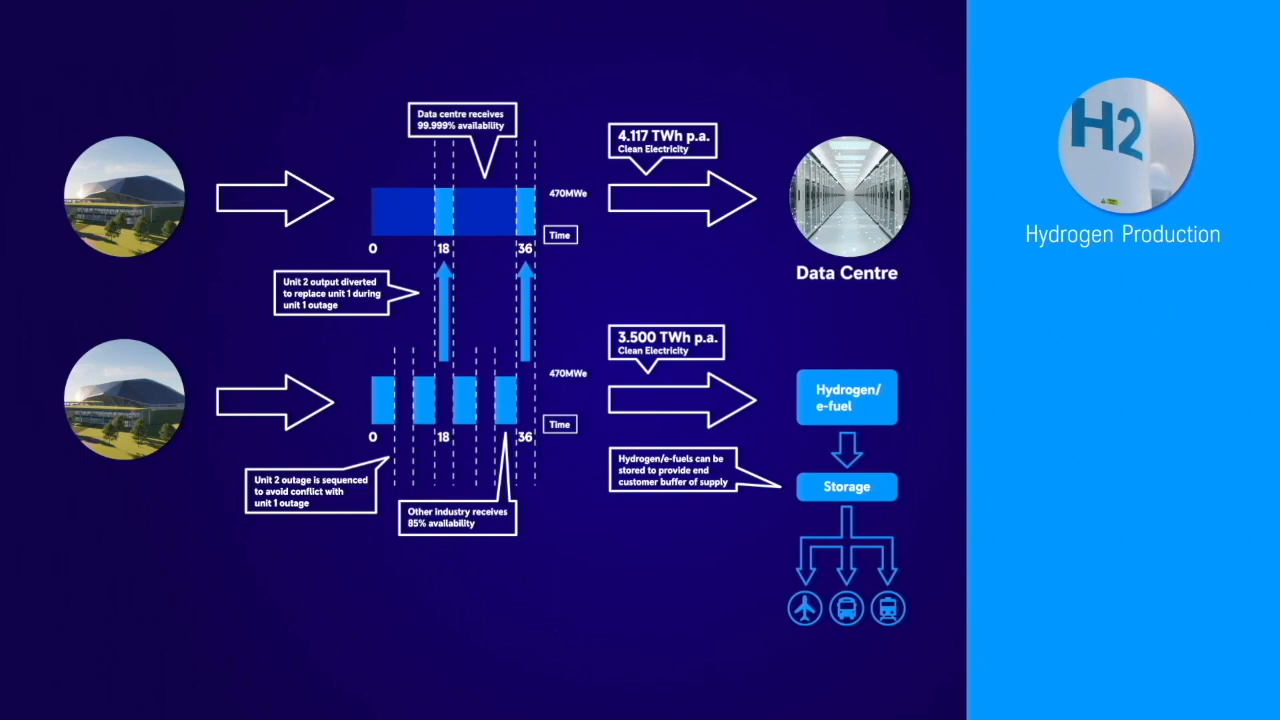 Data centre receives
99.999% availability
4.117 TWh p.a.
Clean Electricity
470MWe
Time
0
18
36
Data Centre
Unit 2 output diverted
to replace unit 1 during
unit 1 outage
3.500 TWh p.a.
Clean Electricity
470MWe
Time
0
18
36
Hydrogen/
e-fuel
Unit 2 outage is sequenced
to avoid conflict with
unit 1 outage
Other industry receives
85% availability
Hydrogen/e-fuels can be
stored to provide end
customer buffer of supply
Storage
H2
Hydrogen Production